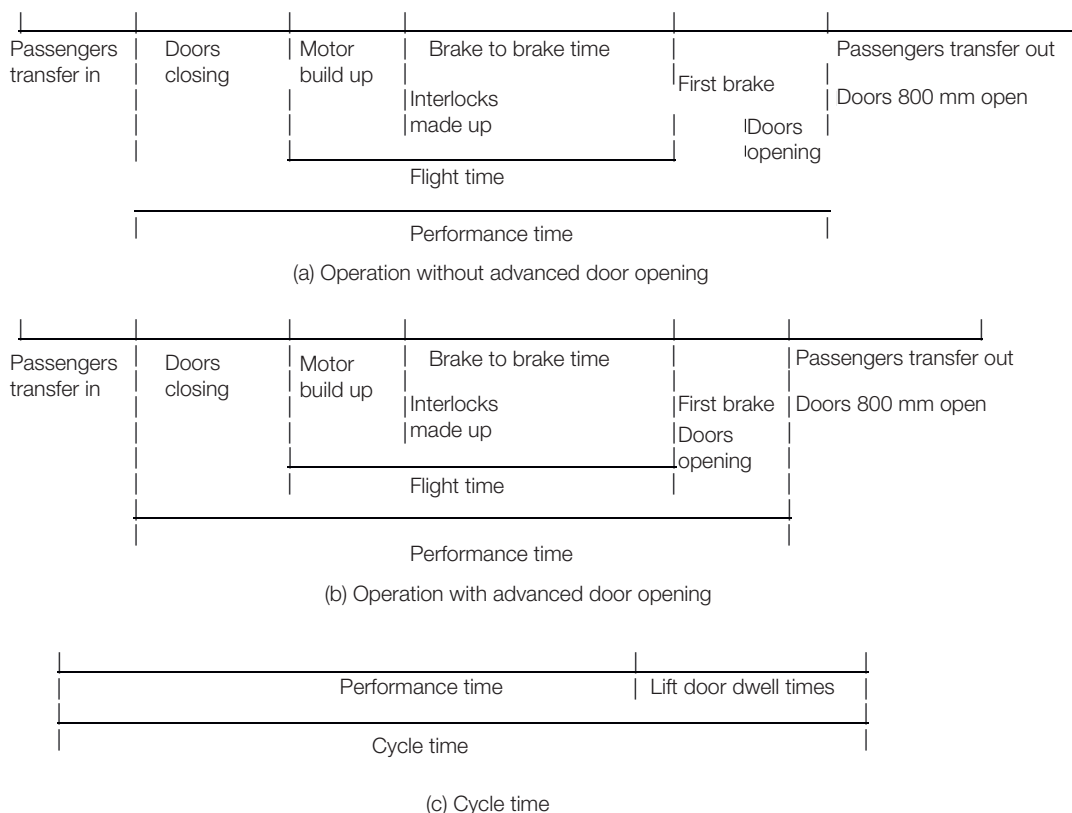 Passengers
transfer in
Doors
closing
Motor
build up
Brake to brake time
Interlocks
made up
First brake
Doors
opening
Passengers transfer out
Doors 800 mm open
Flight time
Performance time
(a) Operation without advanced door opening
Passengers
transfer in
Doors
closing
Motor
build up
Brake to brake time
Interlocks
made up
First brake
Doors
opening
Passengers transfer out
Doors 800 mm open
Flight time
Performance time
(b) Operation with advanced door opening
Performance time
Lift door dwell times
Cycle time
(c) Cycle time